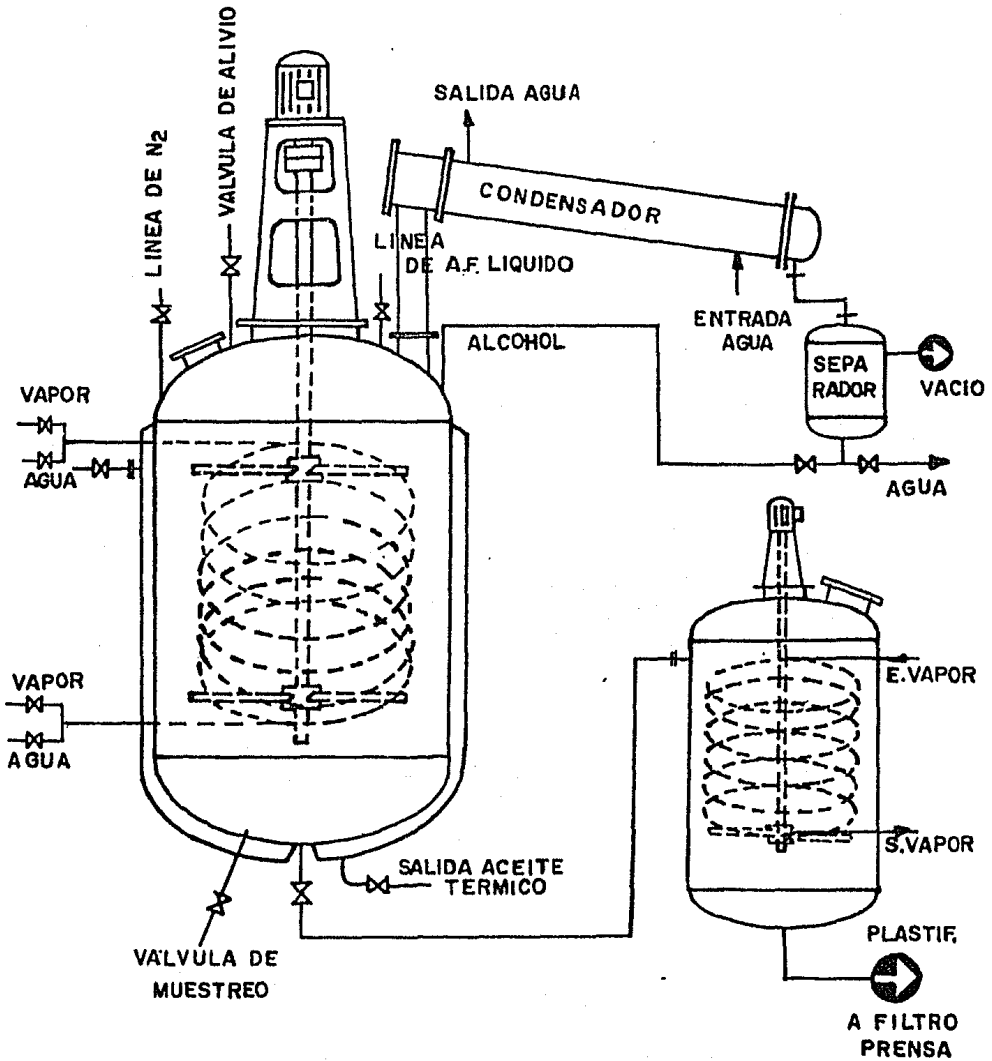 LINEA DE N2
VALVULA DE ALIVIO
SALIDA AGUA
CONDENSADOR
LINEA
DE A.F. LIQUIDO
ENTRADA
AGUA
ALCOHOL
SEPA
RADOR
VACIO
AGUA
VAPOR
AGUA
VAPOR
AGUA
E.VAPOR
S.VAPOR
SALIDA ACEITE
TERMICO
VALVULA DE
MUESTREO
PLASTIF.
A FILTRO
PRENSA